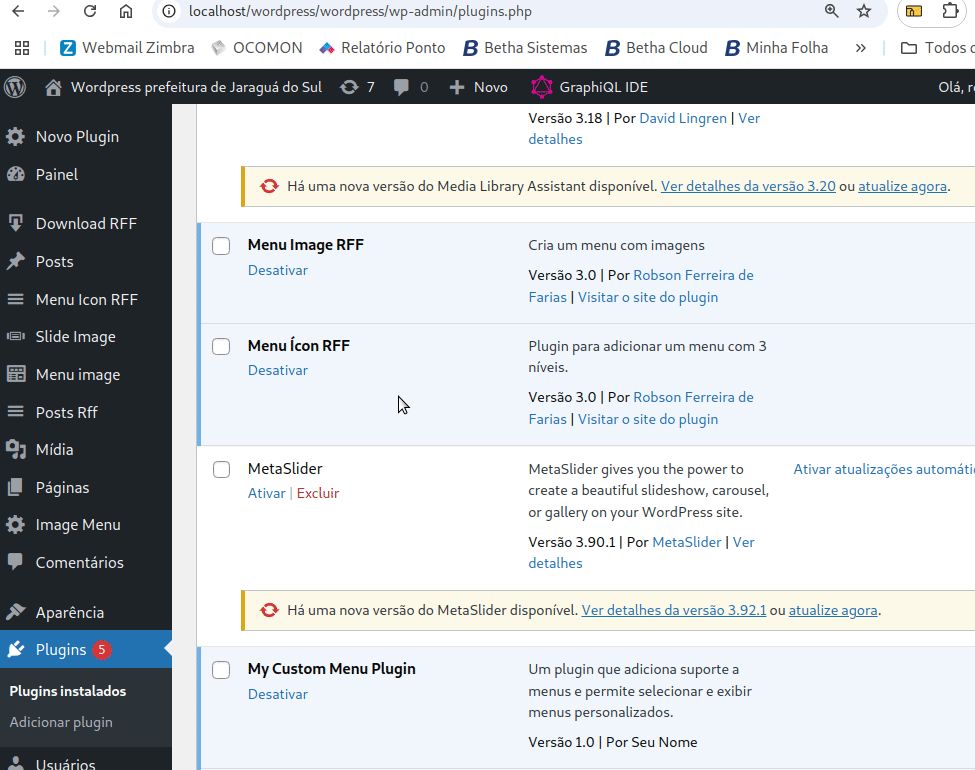 localhost/wordpress/wordpress/wp-admin/plugins.php
Webmail Zimbra OCOMON Relatório Ponto Betha Sistemas Betha Cloud Minha Folha » Todos o
Wordpress prefeitura de Jaraguá do Sul 7 0 Novo GraphiQL IDE Olá, r
Novo Plugin
Painel
Download RFF
Posts
Menu Icon RFF
Slide Image
Menu image
Posts Rff
Mídia
Páginas
Image Menu
Comentários
Aparência
Plugins 5
Plugins instalados
Adicionar plugin
Usuários
Versão 3.18 | Por David Lingren | Ver
detalhes
Há uma nova versão do Media Library Assistant disponível. Ver detalhes da versão 3.20 ou atualize agora.
Menu Image RFF
Desativar
Cria um menu com imagens
Versão 3.0 | Por Robson Ferreira de
Farias | Visitar o site do plugin
Menu Ícon RFF
Desativar
Plugin para adicionar um menu com 3
níveis.
Versão 3.0 | Por Robson Ferreira de
Farias | Visitar o site do plugin
MetaSlider
Ativar | Excluir
MetaSlider gives you the power to
create a beautiful slideshow, carousel,
or gallery on your WordPress site.
Versão 3.90.1 | Por MetaSlider | Ver
detalhes
Ativar atualizações automáti
Há uma nova versão do MetaSlider disponível. Ver detalhes da versão 3.92.1 ou atualize agora.
My Custom Menu Plugin
Desativar
Um plugin que adiciona suporte a
menus e permite selecionar e exibir
menus personalizados.
Versão 1.0 | Por Seu Nome